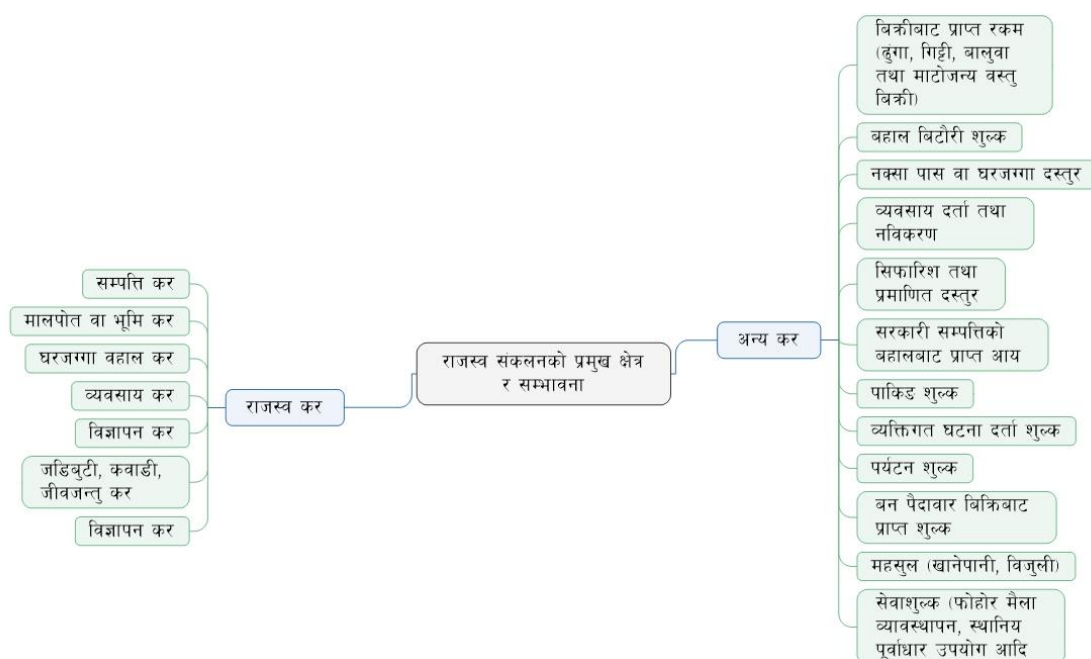 राजस्व संकलनको प्रमुख क्षेत्र
र सम्भावना
राजस्व कर
सम्पत्ति कर
मालपोत वा भूमि कर
घरजग्गा वहाल कर
व्यवसाय कर
विज्ञापन कर
जडिबुटी, कवाडी,
जीवजन्तु कर
विज्ञापन कर
अन्य कर
बिक्रीबाट प्राप्त रकम
(ढुंगा, गिट्टी, बालुवा
तथा माटोजन्य वस्तु
बिक्री)
बहाल बिटौरी शुल्क
नक्सा पास वा घरजग्गा दस्तुर
व्यवसाय दर्ता तथा
नविकरण
सिफारिश तथा
प्रमाणित दस्तुर
सरकारी सम्पत्तिको
बहालबाट प्राप्त आय
पाकिङ शुल्क
व्यक्तिगत घटना दर्ता शुल्क
पर्यटन शुल्क
बन पैदावार बिक्रिबाट
प्राप्त शुल्क
महसुल (खानेपानी, विजुली)
सेवाशुल्क (फोहोर मैला
व्यावस्थापन, स्थानिय
पूर्वाधार उपयोग आदि